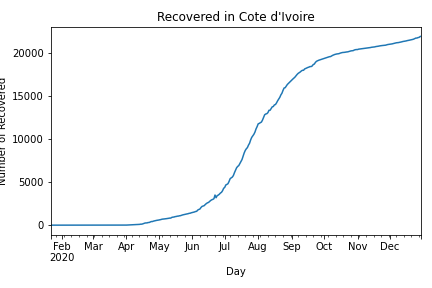 Recovered in Cote d'Ivoire
Number of Recovered
20000
15000
10000
5000
0
Feb Mar Apr May Jun Jul Aug Sep Oct Nov Dec
2020
Day